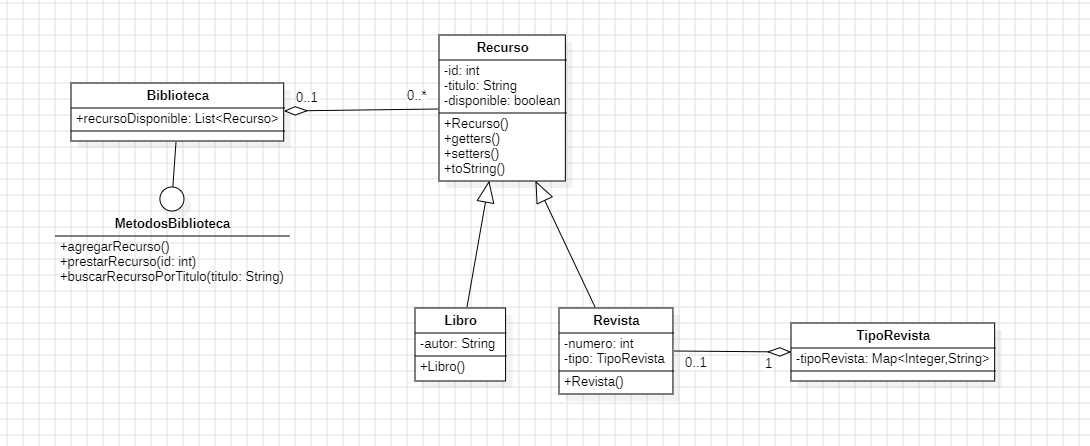 Recurso
-id: int
-titulo: String
-disponible: boolean
+Recurso()
+getters()
+setters()
+toString()
Biblioteca
+recursoDisponible: List<Recurso>
0..1
0..*
MetodosBiblioteca
+agregarRecurso()
+prestarRecurso(id: int)
+buscarRecursoPorTitulo(titulo: String)
Libro
-autor: String
+Libro()
Revista
-numero: int
-tipo: TipoRevista
+Revista()
0..1
1
TipoRevista
-tipoRevista: Map<Integer,String>